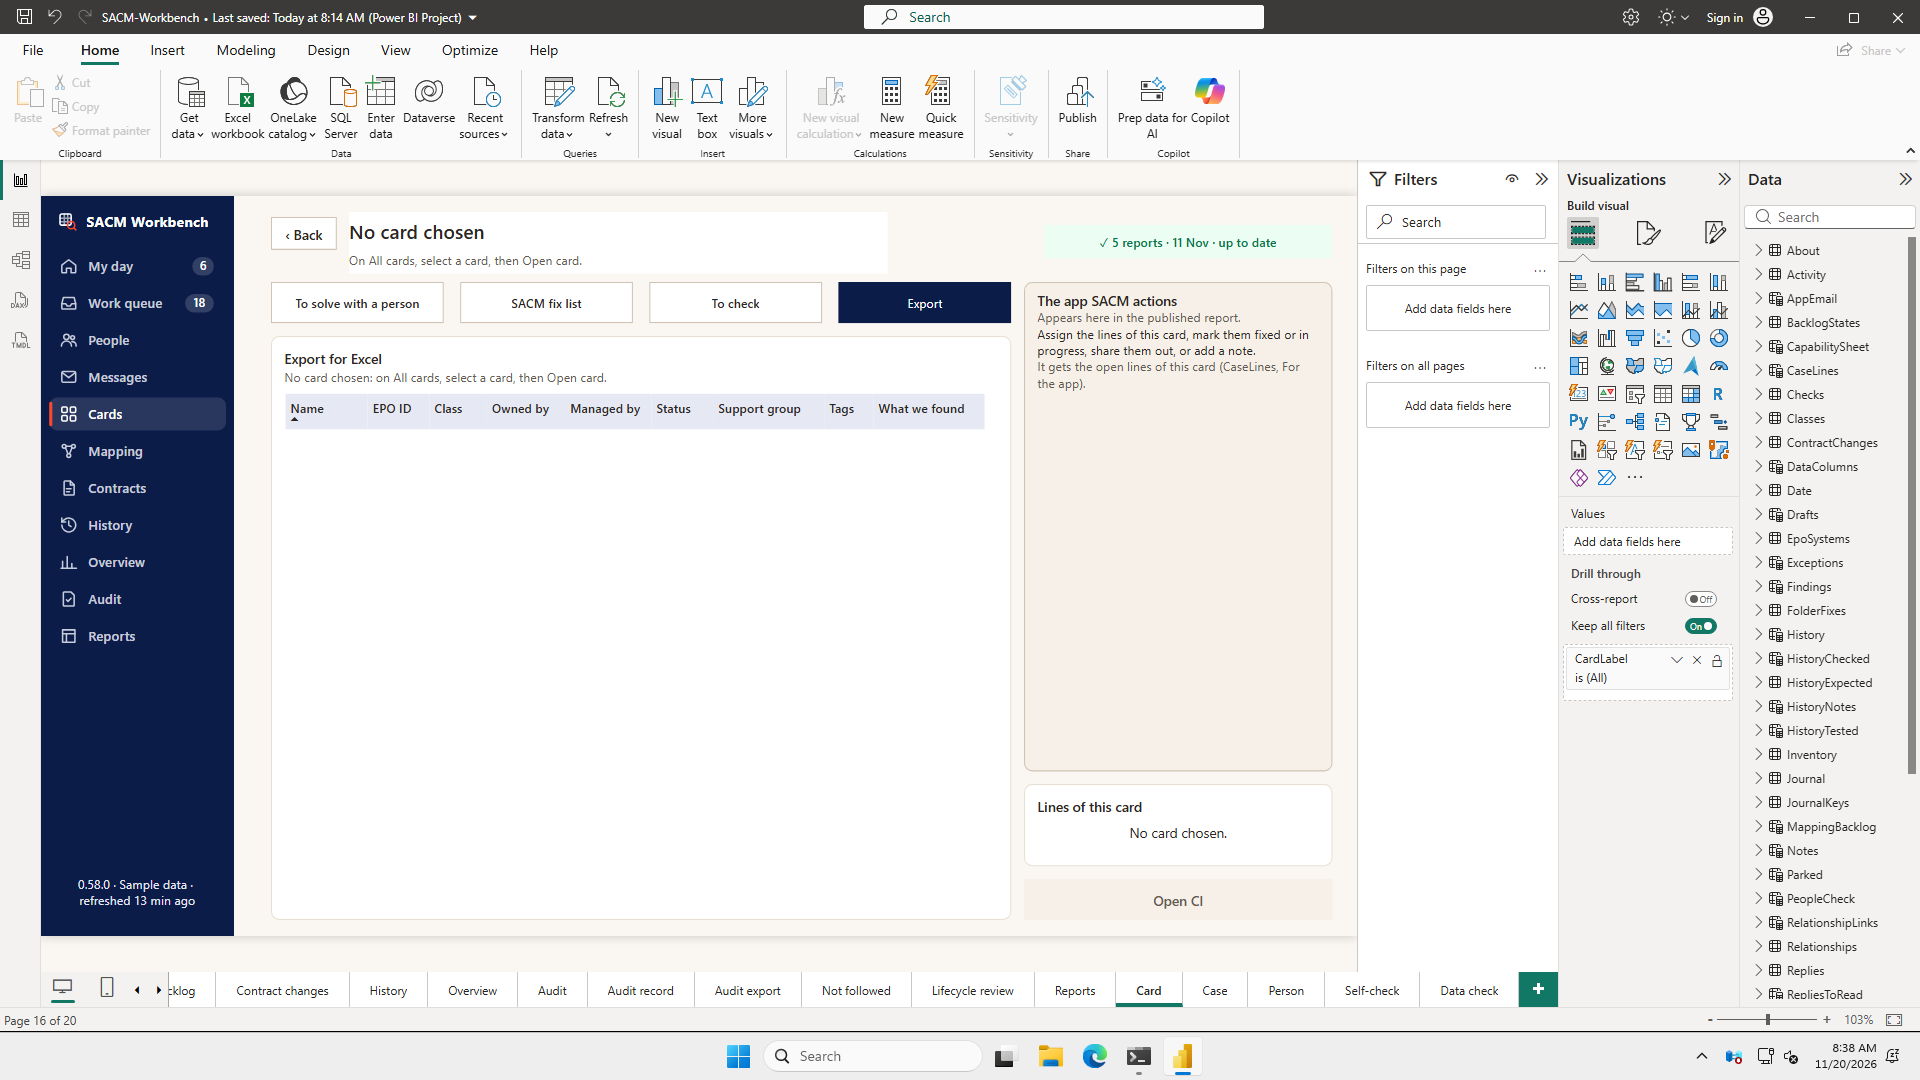 SACM-Workbench • Last saved: Today at 8:14 AM (Power BI Project)
Search
Sign in
File Home Insert Modeling Design View Optimize Help
Share
Paste
Cut
Copy
Format painter
Clipboard
Get data
Excel workbook
OneLake catalog
SQL Server
Enter data
Dataverse
Recent sources
Data
Transform data
Refresh
Queries
New visual
Text box
More visuals
Insert
New visual calculation
New measure
Quick measure
Calculations
Sensitivity
Sensitivity
Publish
Share
Prep data for AI
Copilot
Copilot
SACM Workbench
My day 6
Work queue 18
People
Messages
Cards
Mapping
Contracts
History
Overview
Audit
Reports
0.58.0 · Sample data ·
refreshed 13 min ago
‹ Back
No card chosen
On All cards, select a card, then Open card.
✓ 5 reports · 11 Nov · up to date
To solve with a person
SACM fix list
To check
Export
Export for Excel
No card chosen: on All cards, select a card, then Open card.
Name EPO ID Class Owned by Managed by Status Support group Tags What we found
The app SACM actions
Appears here in the published report.
Assign the lines of this card, mark them fixed or in
progress, share them out, or add a note.
It gets the open lines of this card (CaseLines, For
the app).
Lines of this card
No card chosen.
Open CI
Filters
Search
Filters on this page
Add data fields here
Filters on all pages
Add data fields here
Visualizations
Build visual
R
Py
Values
Add data fields here
Drill through
Cross-report Off
Keep all filters On
CardLabel
is (All)
Data
Search
About
Activity
AppEmail
BacklogStates
CapabilitySheet
CaseLines
Checks
Classes
ContractChanges
DataColumns
Date
Drafts
EpoSystems
Exceptions
Findings
FolderFixes
History
HistoryChecked
HistoryExpected
HistoryNotes
HistoryTested
Inventory
Journal
JournalKeys
MappingBacklog
Notes
Parked
PeopleCheck
RelationshipLinks
Relationships
Replies
RepliesToRead
DAX
TMDL
cklog
Contract changes
History
Overview
Audit
Audit record
Audit export
Not followed
Lifecycle review
Reports
Card
Case
Person
Self-check
Data check
+
Page 16 of 20
- + 103%
Search
8:38 AM
11/20/2026